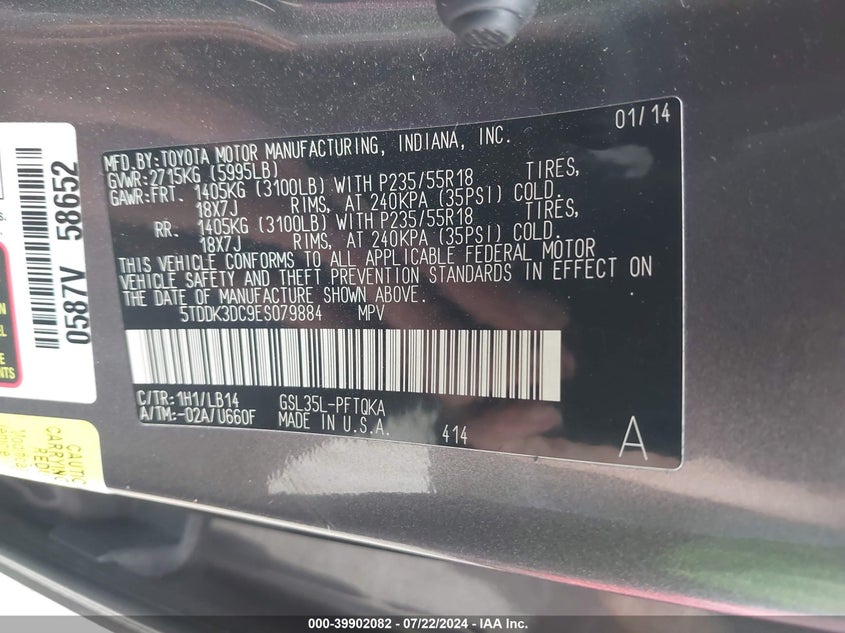 MFD.BY:TOYOTA MOTOR MANUFACTURING, INDIANA, INC. 01/14
GVWR:2715KG (5995LB)
GAWR:FRT. 1405KG (3100LB) WITH P235/55R18 TIRES,
18X7J RIMS, AT 240KPA (35PSI) COLD.
RR. 1405KG (3100LB) WITH P235/55R18 TIRES,
18X7J RIMS, AT 240KPA (35PSI) COLD.
THIS VEHICLE CONFORMS TO ALL APPLICABLE FEDERAL MOTOR
VEHICLE SAFETY AND THEFT PREVENTION STANDARDS IN EFFECT ON
THE DATE OF MANUFACTURE SHOWN ABOVE.
5TDDK3DC9ES079884 MPV
C/TR:1H1/LB14 GSL35L-PFTQKA
A/TM:-02A/U660F MADE IN U.S.A. 414
A
0587V 58652
CAUTI
CARRYIN
RED
000-39902082 - 07/22/2024 - IAA Inc.